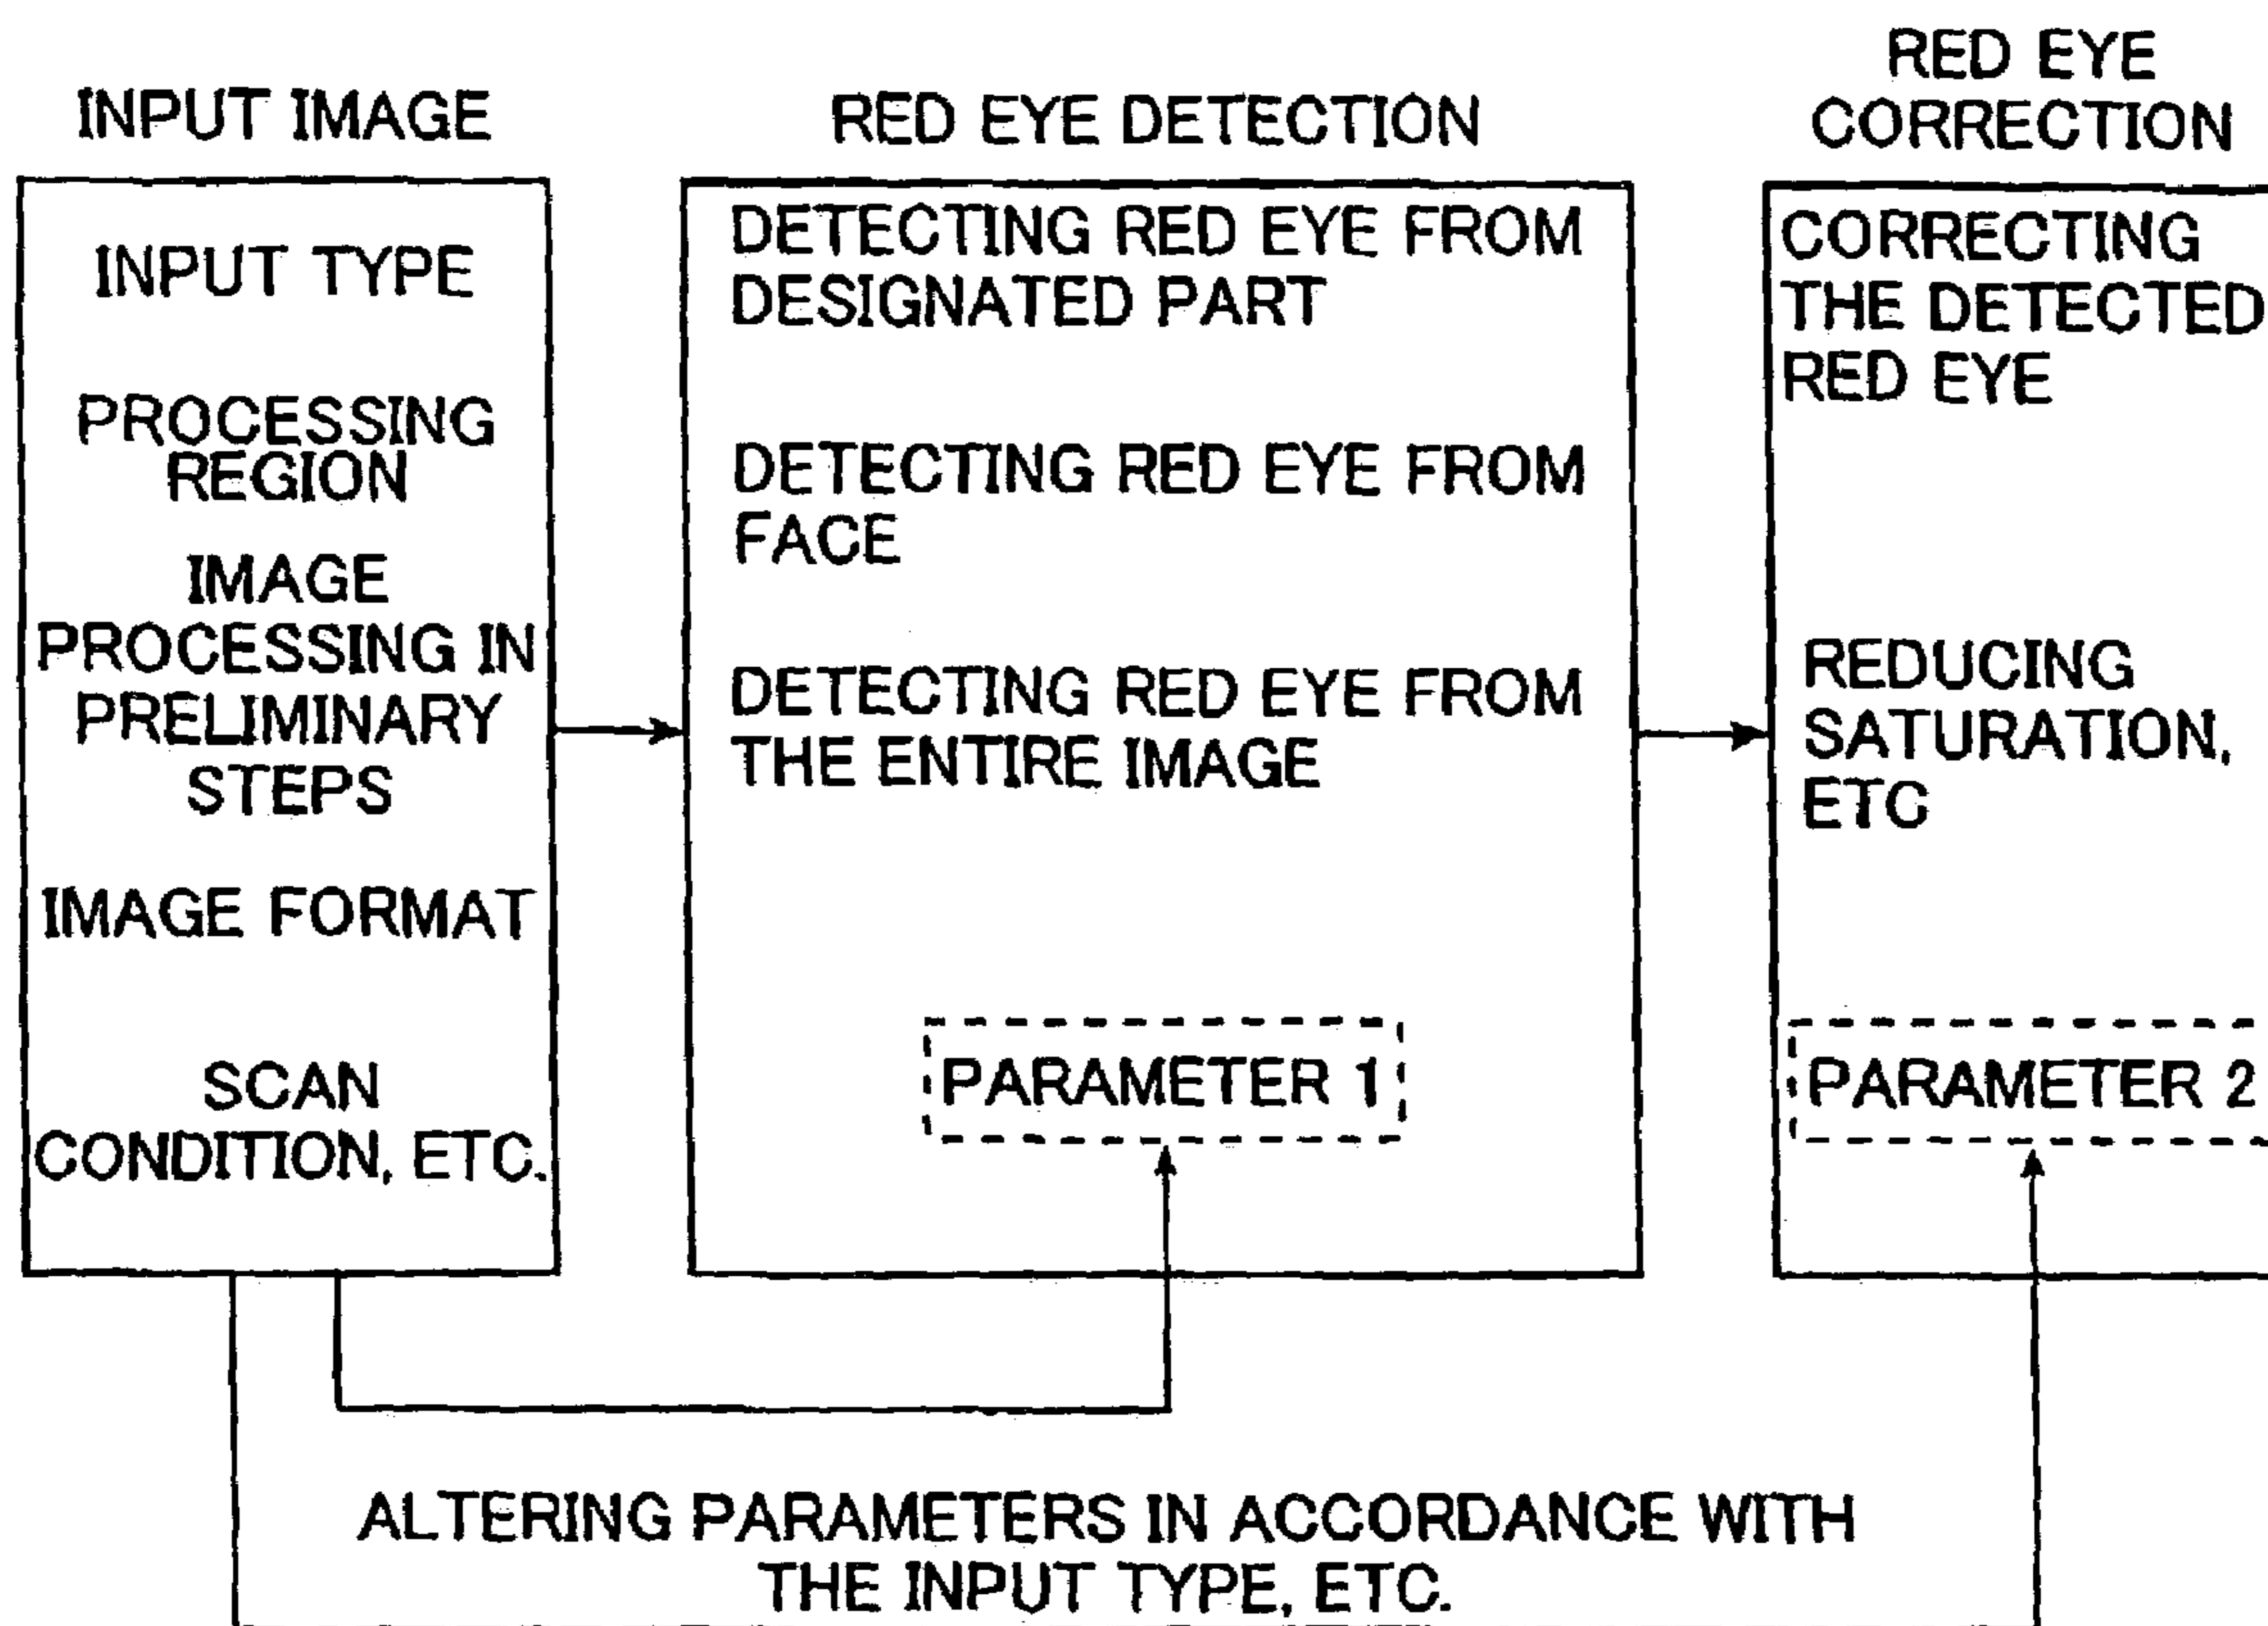 INPUT IMAGE
INPUT TYPE
PROCESSING
REGION
IMAGE
PROCESSING IN
PRELIMINARY
STEPS
IMAGE FORMAT
SCAN
CONDITION, ETC.
RED EYE DETECTION
DETECTING RED EYE FROM
DESIGNATED PART
DETECTING RED EYE FROM
FACE
DETECTING RED EYE FROM
THE ENTIRE IMAGE
PARAMETER 1
RED EYE
CORRECTION
CORRECTING
THE DETECTED
RED EYE
REDUCING
SATURATION,
ETC
PARAMETER 2
ALTERING PARAMETERS IN ACCORDANCE WITH
THE INPUT TYPE, ETC.